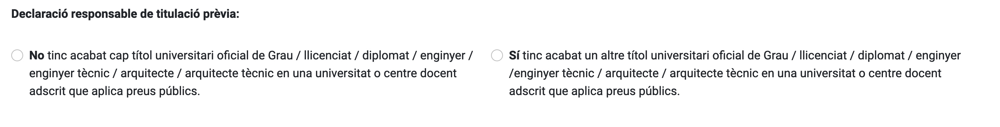 Declaració responsable de titulació prèvia:
No tinc acabat cap títol universitari oficial de Grau / llicenciat / diplomat / enginyer /
enginyer tècnic / arquitecte / arquitecte tècnic en una universitat o centre docent
adscrit que aplica preus públics.
Sí tinc acabat un altre títol universitari oficial de Grau / llicenciat / diplomat / enginyer
/enginyer tècnic / arquitecte / arquitecte tècnic en una universitat o centre docent
adscrit que aplica preus públics.